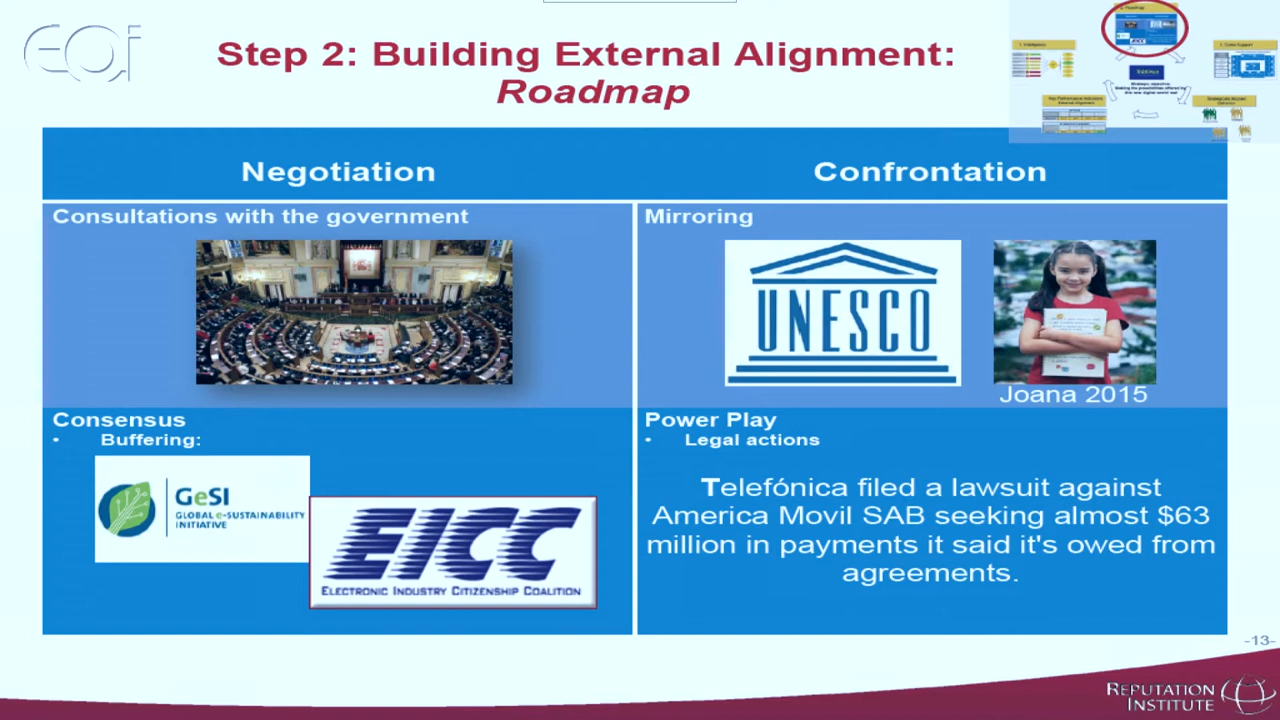 EOI
Step 2: Building External Alignment:
Roadmap
Negotiation
Confrontation
Consultations with the government
Mirroring
UNESCO
Joana 2015
Consensus
• Buffering:
GeSI
GLOBAL e-SUSTAINABILITY
INITIATIVE
EICC
ELECTRONIC INDUSTRY CITIZENSHIP COALITION
Power Play
• Legal actions
Telefónica filed a lawsuit against
America Movil SAB seeking almost $63
million in payments it said it's owed from
agreements.
-13-
REPUTATION
INSTITUTE